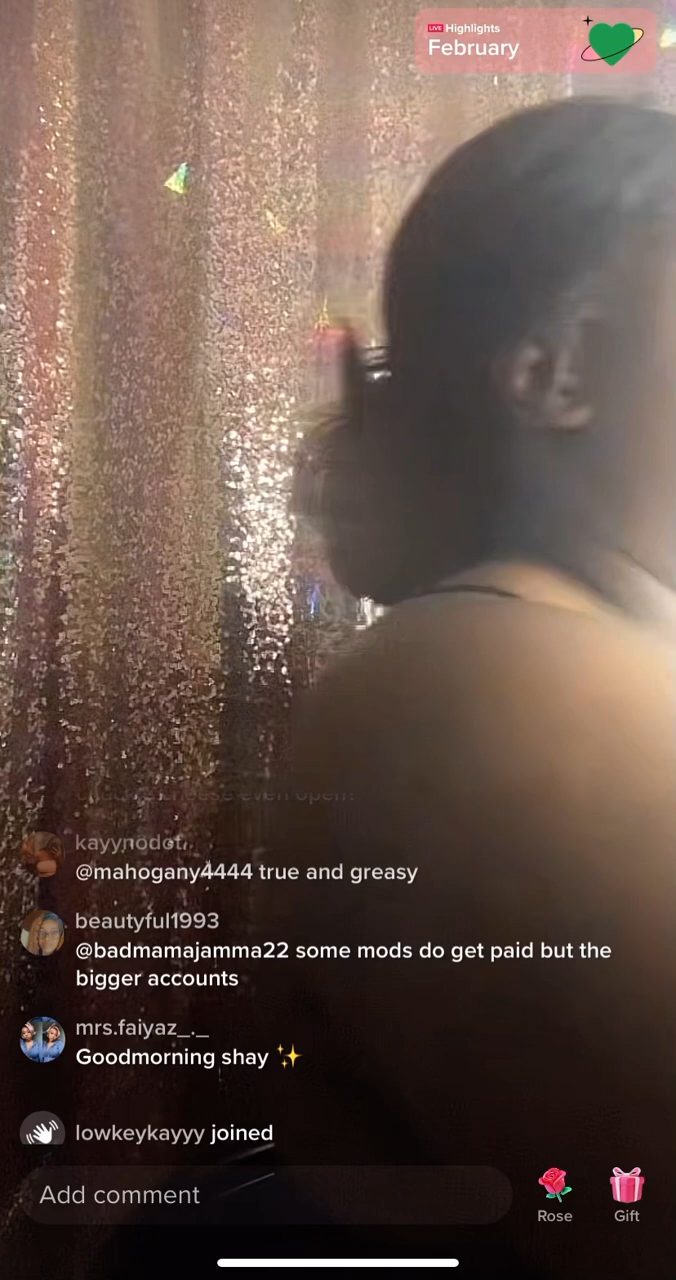 LIVE Highlights
February
kayynodot
@mahogany4444 true and greasy
beautyful1993
@badmamajamma22 some mods do get paid but the
bigger accounts
mrs.faiyaz_._
Goodmorning shay ✨
lowkeykayyy joined
Add comment
Rose
Gift